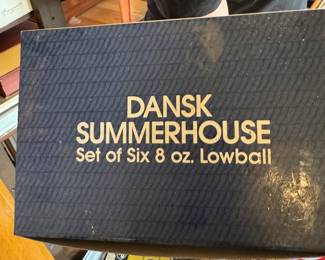 DANSK
SUMMERHOUSE
Set of Six 8 oz. Lowball